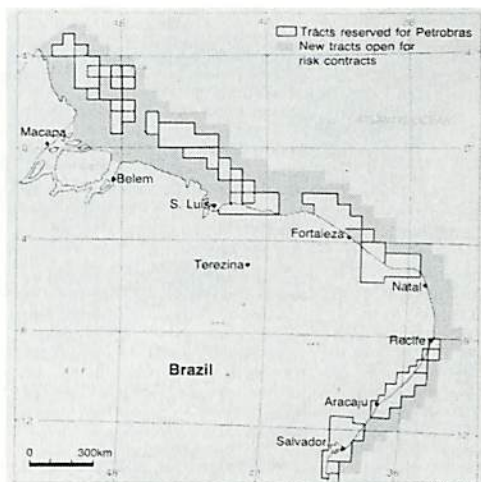 Tracts reserved for Petrobras
New tracts open for
risk contracts
Macapa
Belem
S. Luis
Fortaleza
Terezina
Natal
Recife
Brazil
Aracaju
Salvador
0 300km